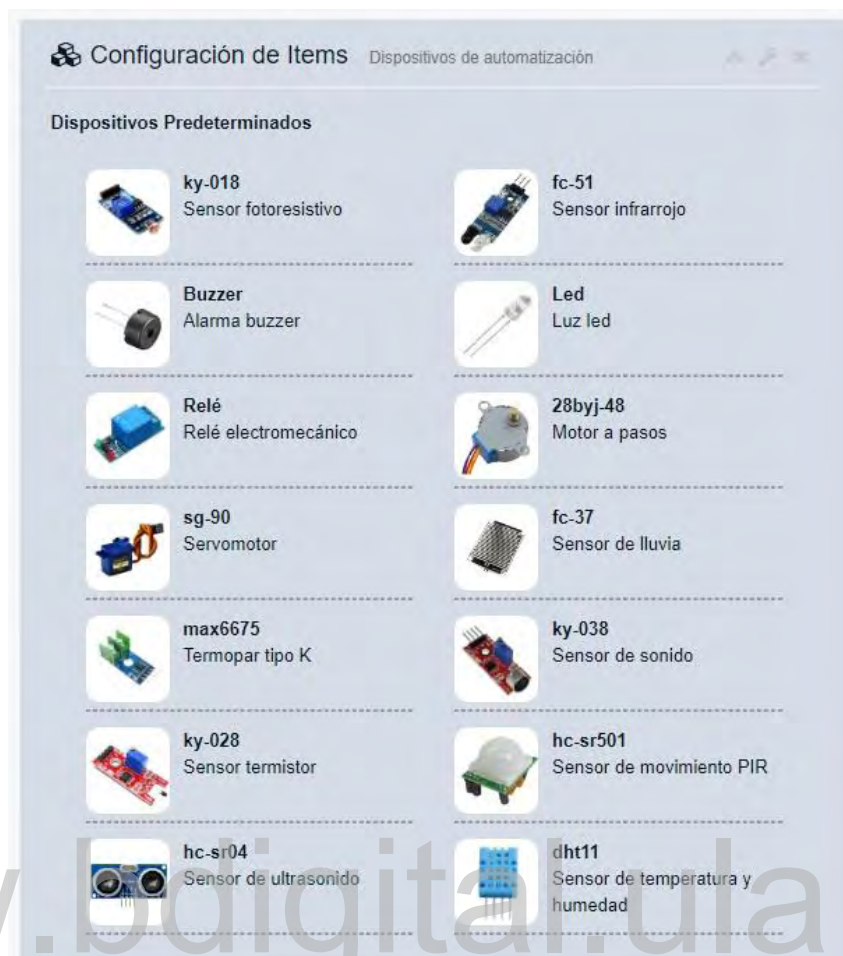 Configuración de Items Dispositivos de automatización
Dispositivos Predeterminados
ky-018
Sensor fotoresistivo
fc-51
Sensor infrarrojo
Buzzer
Alarma buzzer
Led
Luz led
Relé
Relé electromecánico
28byj-48
Motor a pasos
sg-90
Servomotor
fc-37
Sensor de lluvia
max6675
Termopar tipo K
ky-038
Sensor de sonido
ky-028
Sensor termistor
hc-sr501
Sensor de movimiento PIR
hc-sr04
Sensor de ultrasonido
dht11
Sensor de temperatura y
humedad
.bdigital.ula